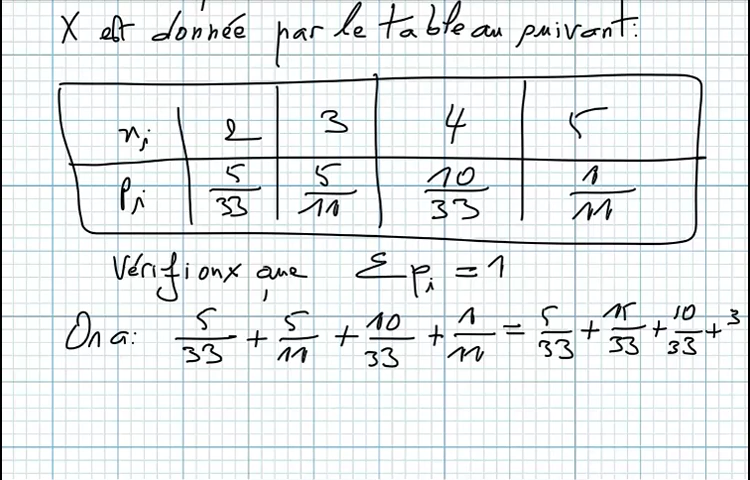 X est donnée par le tableau suivant:
xi 2 3 4 5
Pi 5/33 5/11 10/33 1/11
Vérifionx que Σpi = 1
On a: 5/33 + 5/11 + 10/33 + 1/11 = 5/33 + 15/33 + 10/33 + 3